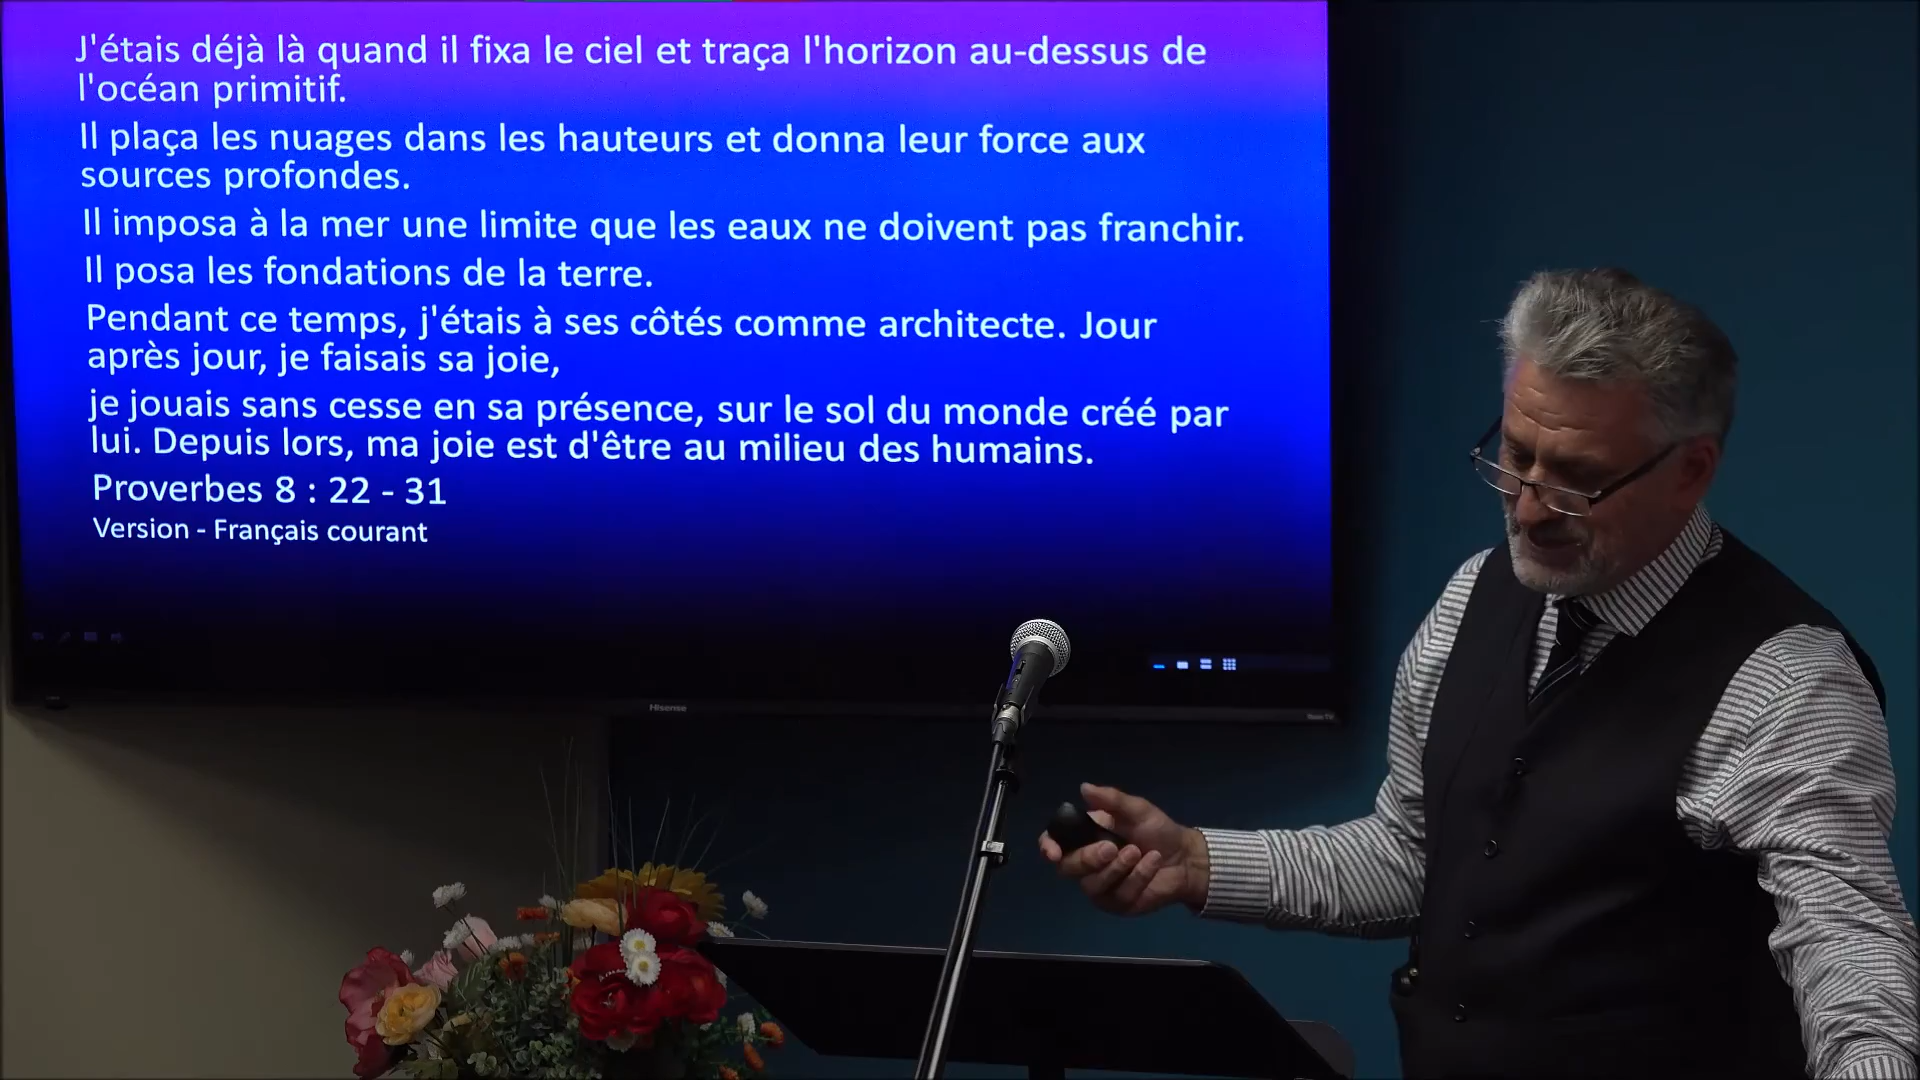 J'étais déjà là quand il fixa le ciel et traça l'horizon au-dessus de
l'océan primitif.
Il plaça les nuages dans les hauteurs et donna leur force aux
sources profondes.
Il imposa à la mer une limite que les eaux ne doivent pas franchir.
Il posa les fondations de la terre.
Pendant ce temps, j'étais à ses côtés comme architecte. Jour
après jour, je faisais sa joie,
je jouais sans cesse en sa présence, sur le sol du monde créé par
lui. Depuis lors, ma joie est d'être au milieu des humains.
Proverbes 8 : 22 - 31
Version - Français courant
Hisense
Roku TV